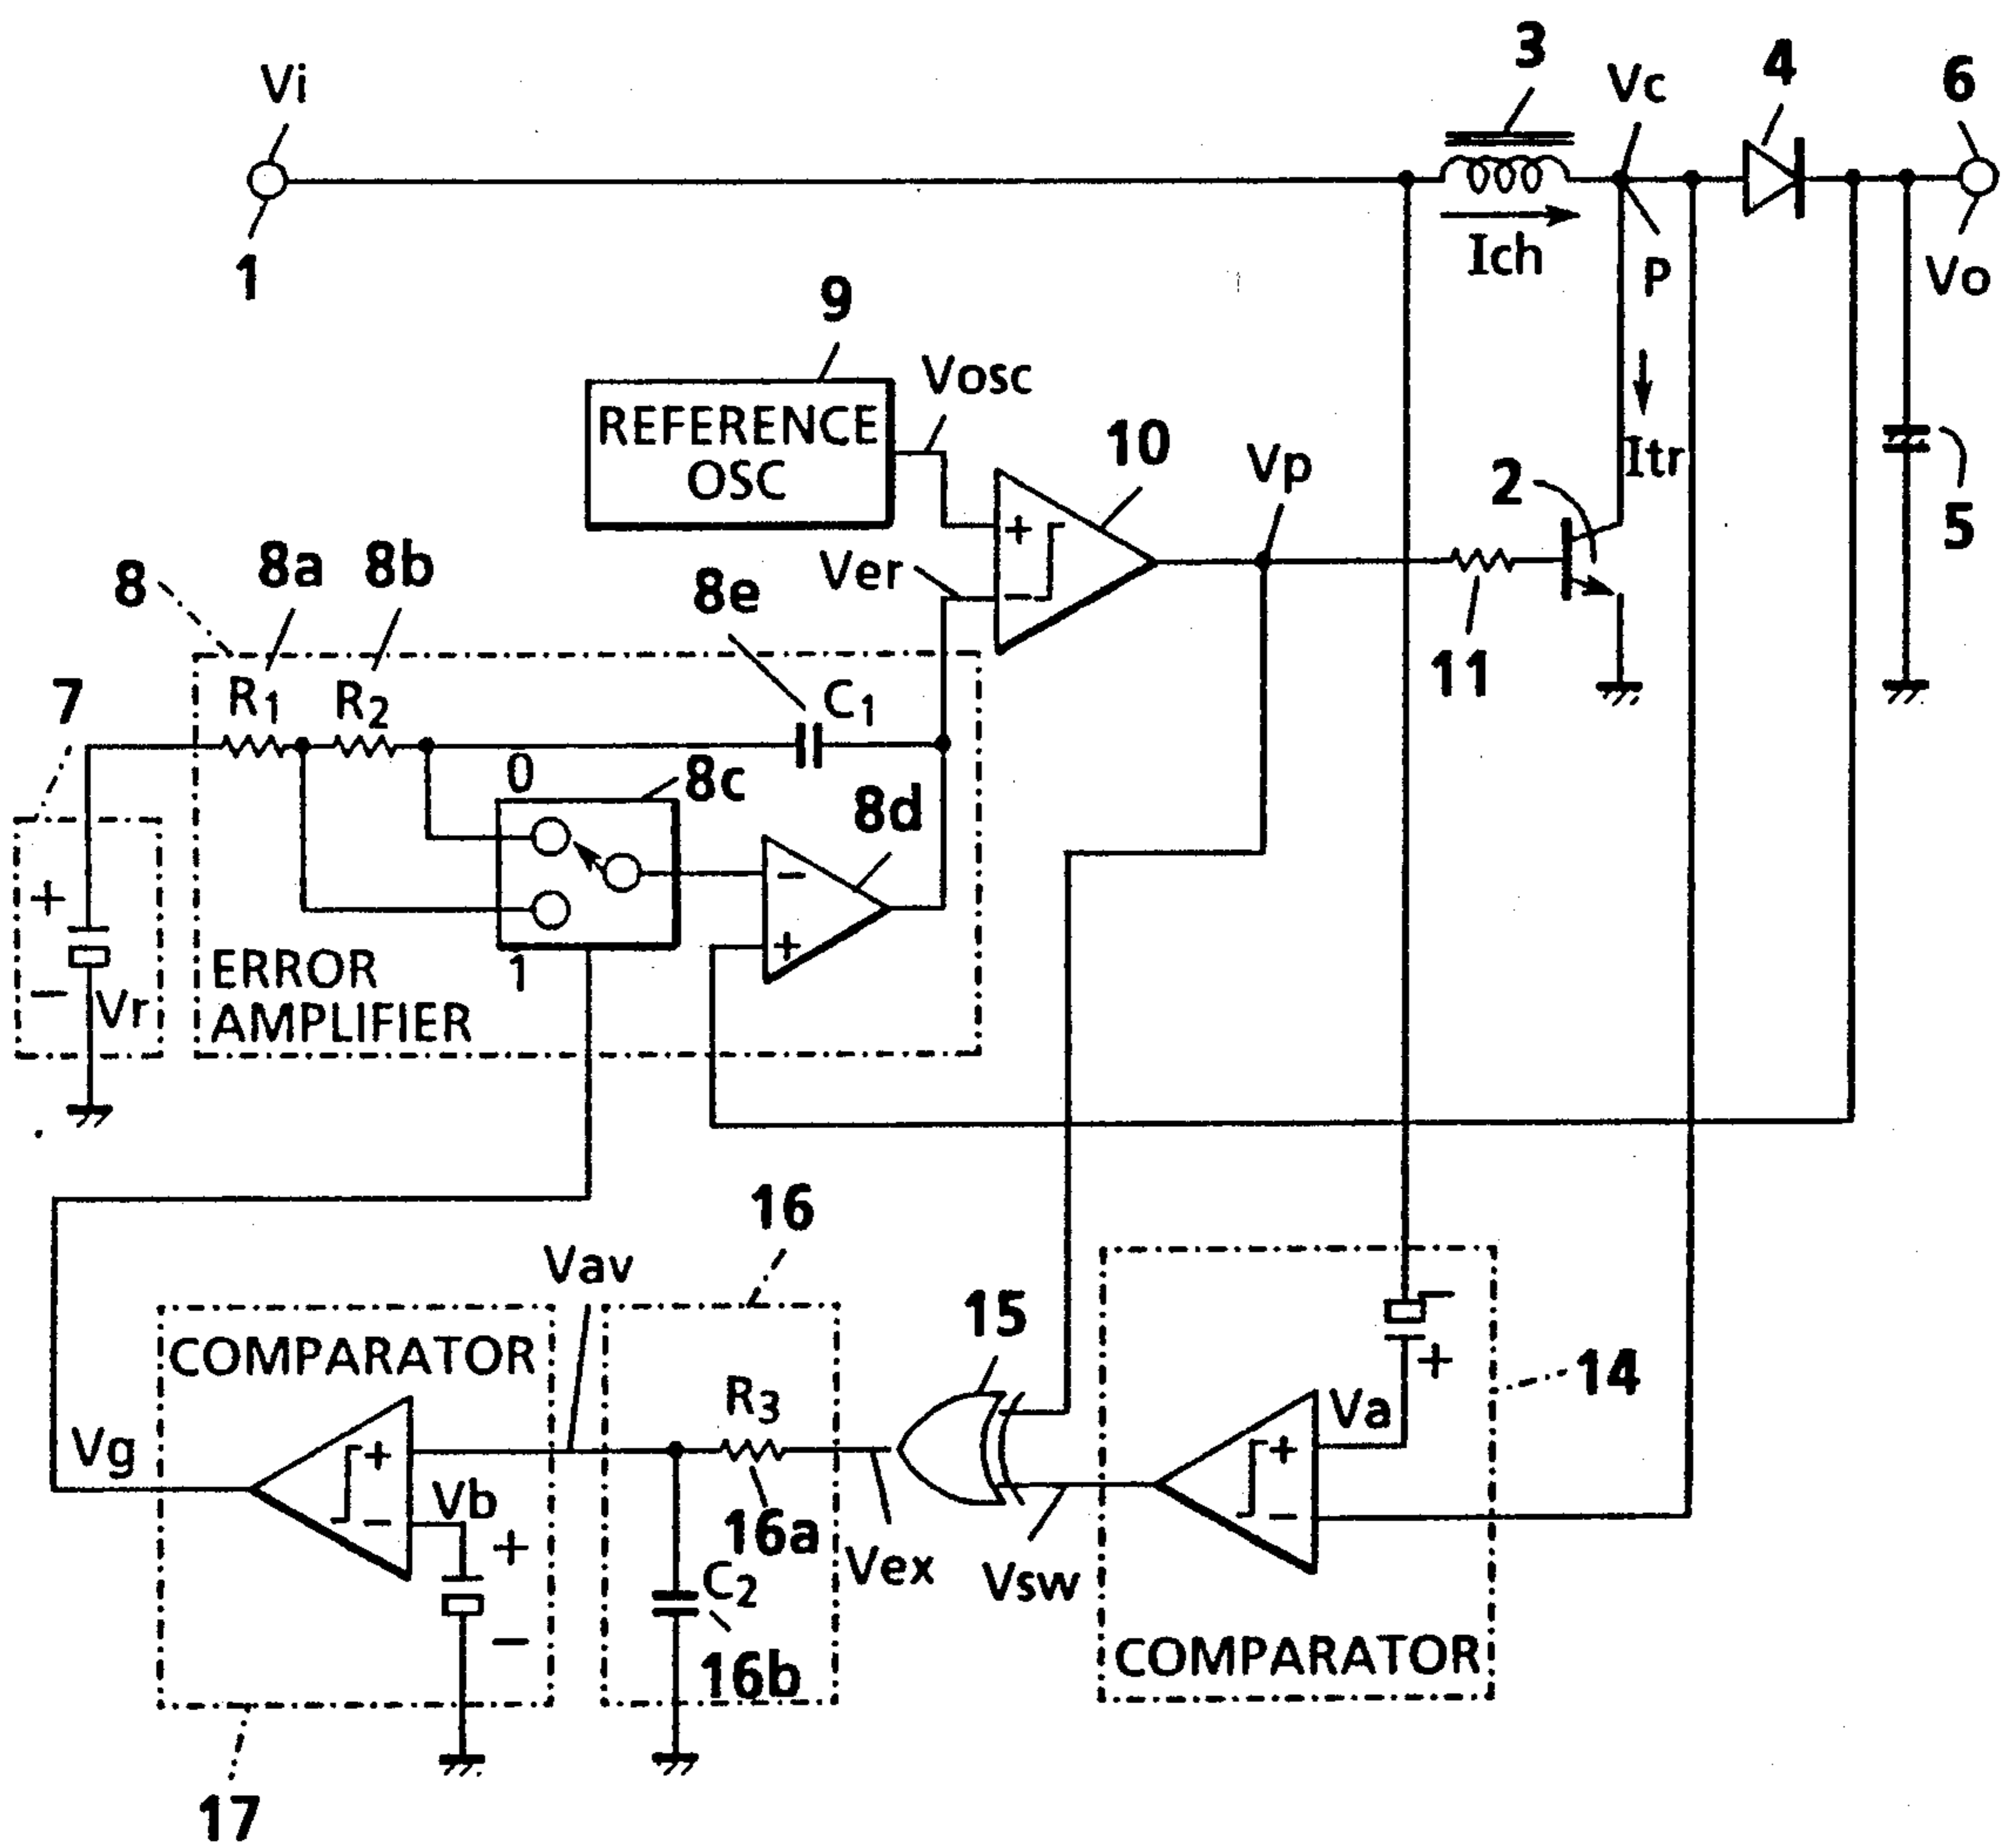 3
Vi
Vc
4
6
1
Ich
P
Vo
9
Vosc
REFERENCE
OSC
10
Vp
Itr
2
5
+
−
Ver
8
8a
8b
8e
11
7
R1
R2
C1
0
8c
8d
+
−
Vr
−
+
1
ERROR
AMPLIFIER
16
Vav
15
−
+
14
COMPARATOR
R3
Va
Vg
+
−
Vb
+
−
16a
C2
Vex
Vsw
+
−
16b
COMPARATOR
17